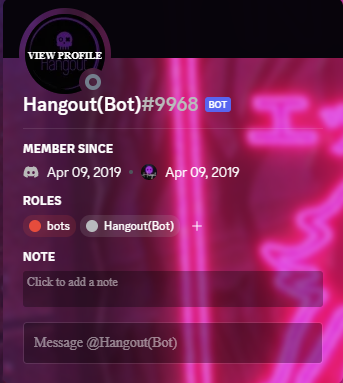 VIEW PROFILE
Hangout
Hangout(Bot)#9968 BOT
MEMBER SINCE
Apr 09, 2019 Apr 09, 2019
ROLES
bots Hangout(Bot) +
NOTE
Click to add a note
Message @Hangout(Bot)